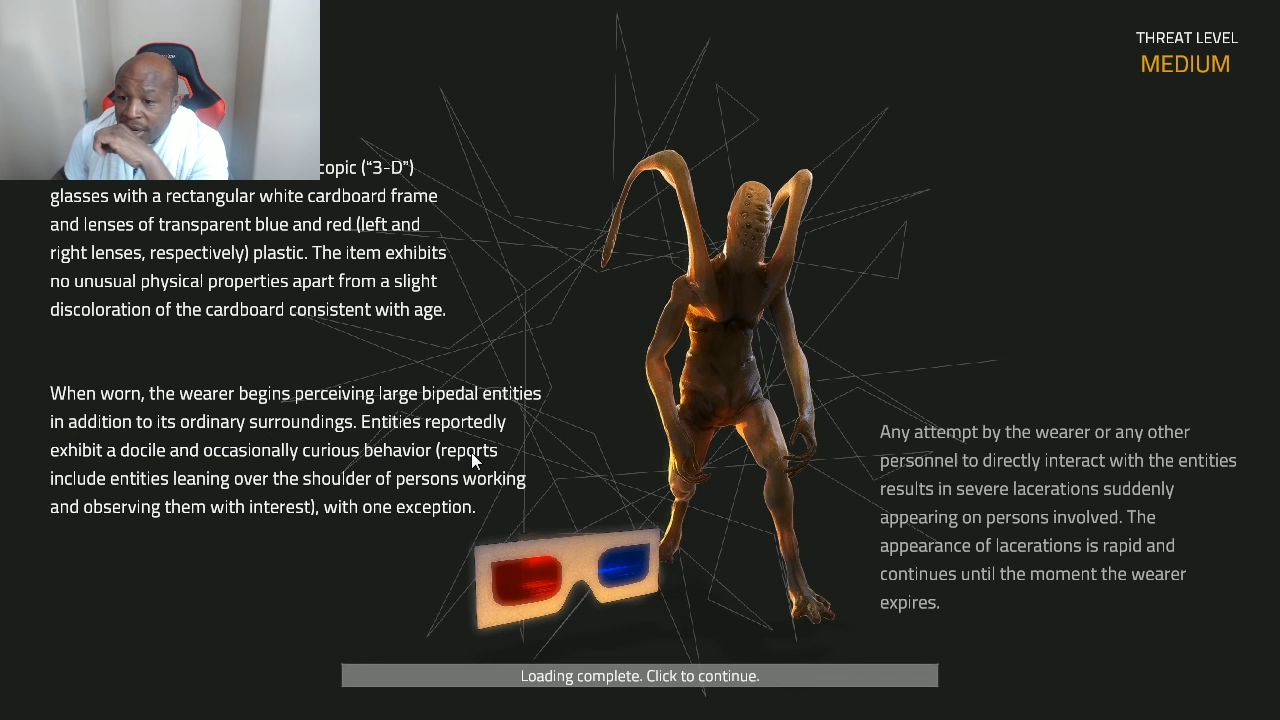 THREAT LEVEL
MEDIUM
copic (“3-D”)
glasses with a rectangular white cardboard frame
and lenses of transparent blue and red (left and
right lenses, respectively) plastic. The item exhibits
no unusual physical properties apart from a slight
discoloration of the cardboard consistent with age.
When worn, the wearer begins perceiving large bipedal entities
in addition to its ordinary surroundings. Entities reportedly
exhibit a docile and occasionally curious behavior (reports
include entities leaning over the shoulder of persons working
and observing them with interest), with one exception.
Any attempt by the wearer or any other
personnel to directly interact with the entities
results in severe lacerations suddenly
appearing on persons involved. The
appearance of lacerations is rapid and
continues until the moment the wearer
expires.
Loading complete. Click to continue.